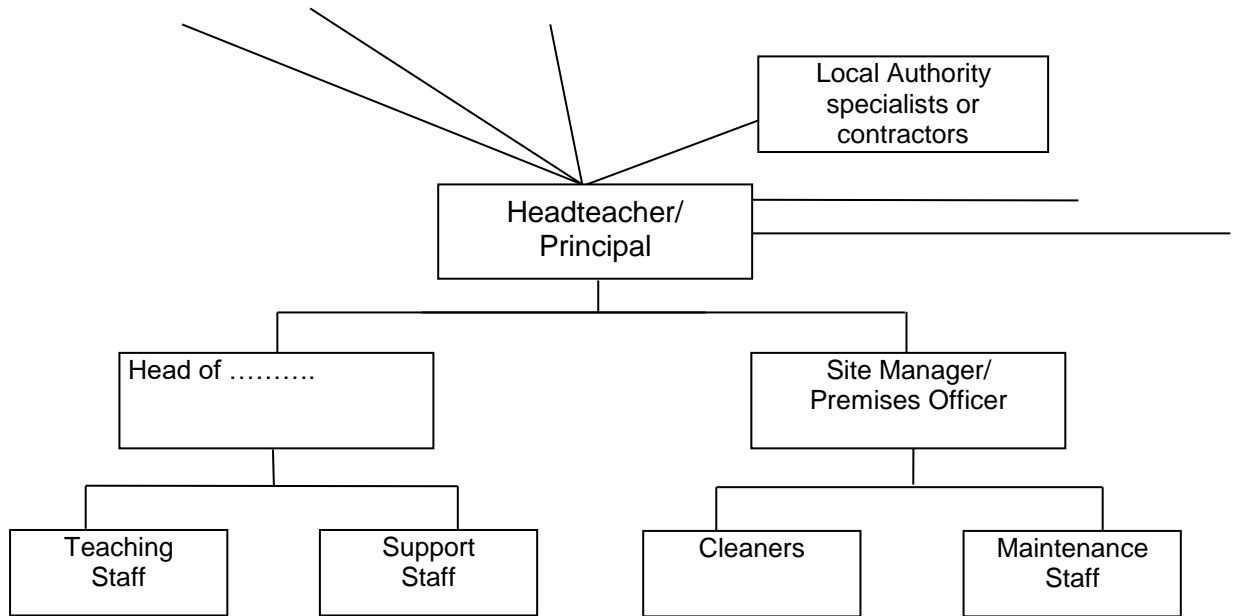 Local Authority
specialists or
contractors
Headteacher/
Principal
Head of ……….
Site Manager/
Premises Officer
Teaching
Staff
Support
Staff
Cleaners
Maintenance
Staff